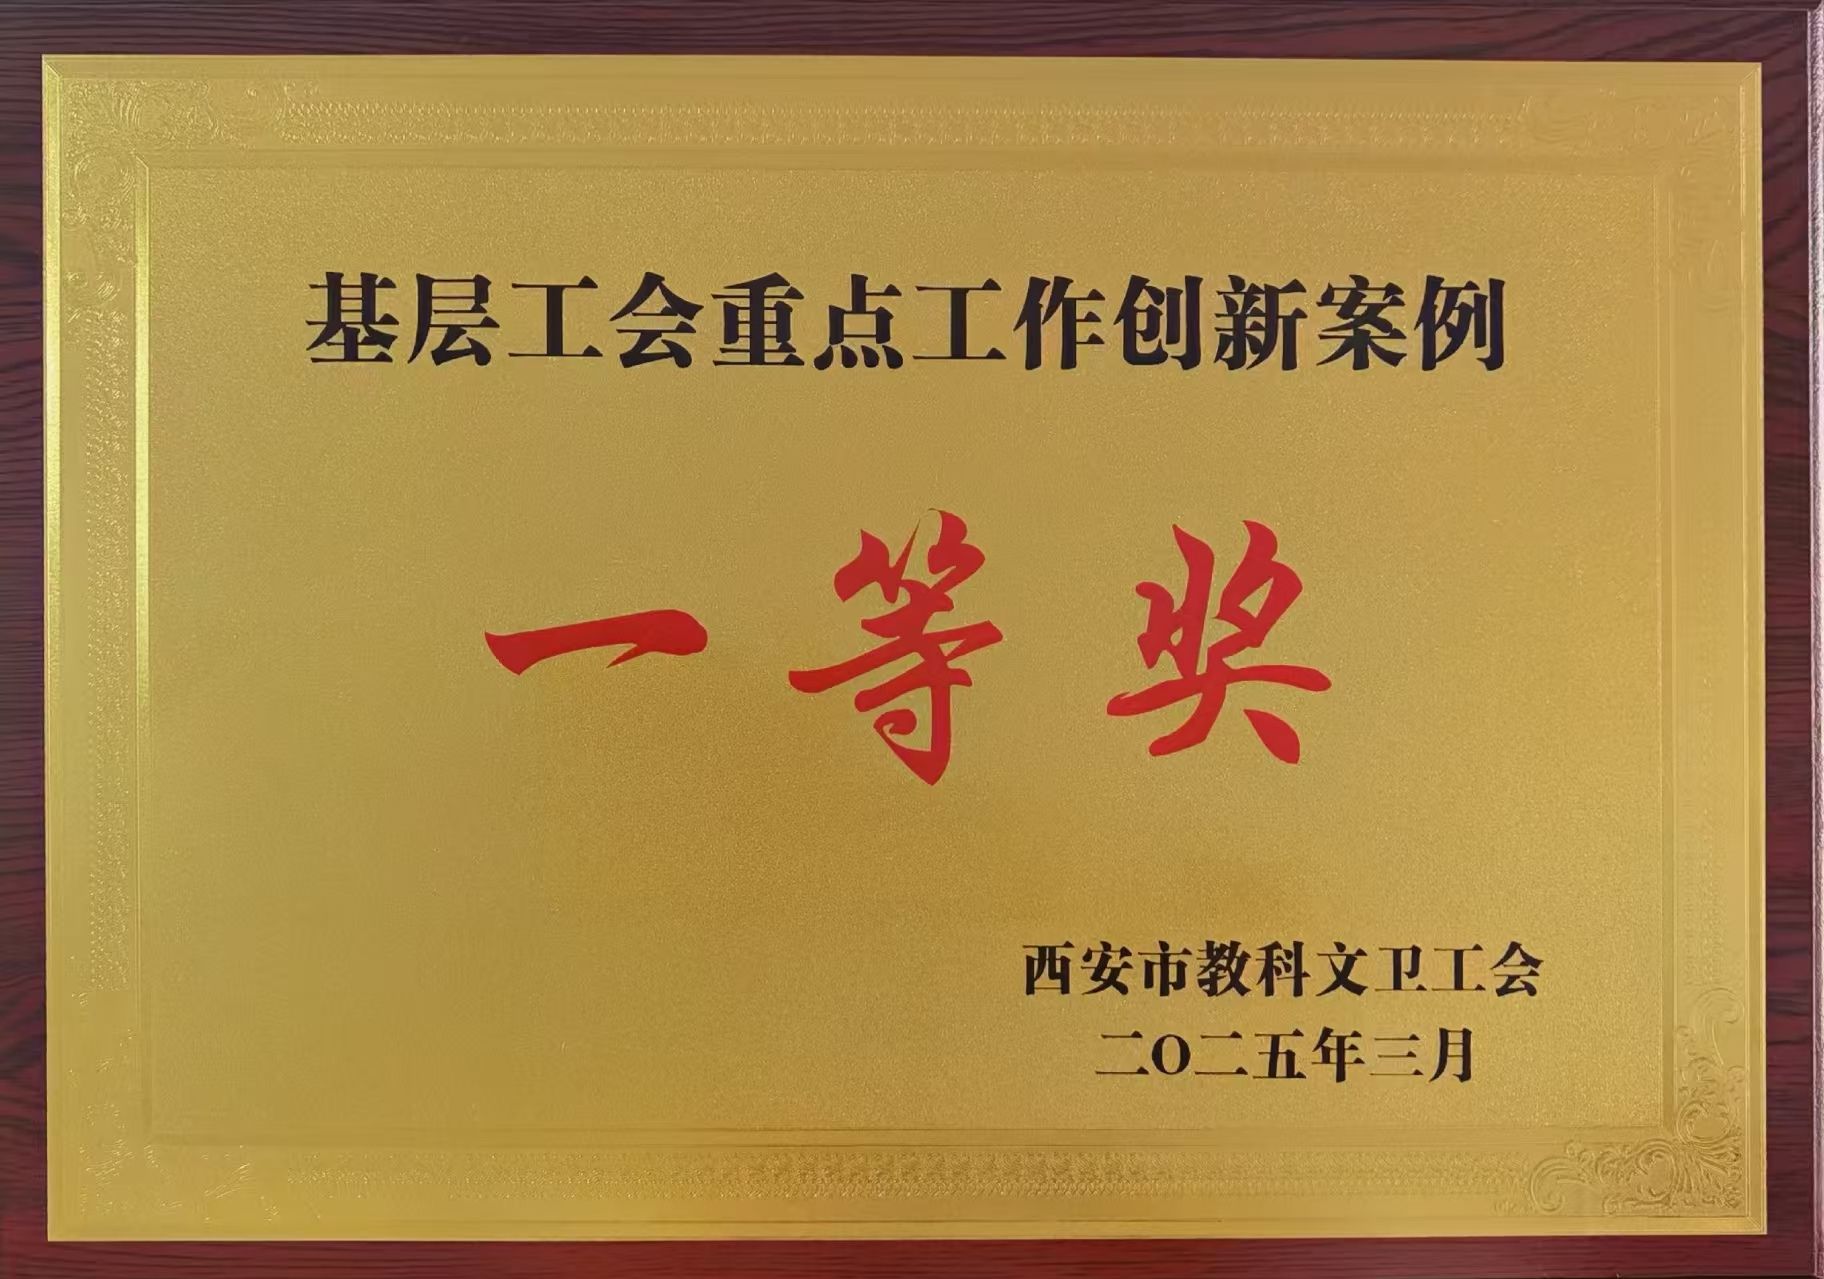 基层工会重点工作创新案例
一等奖
西安市教科文卫工会
二O二五年三月